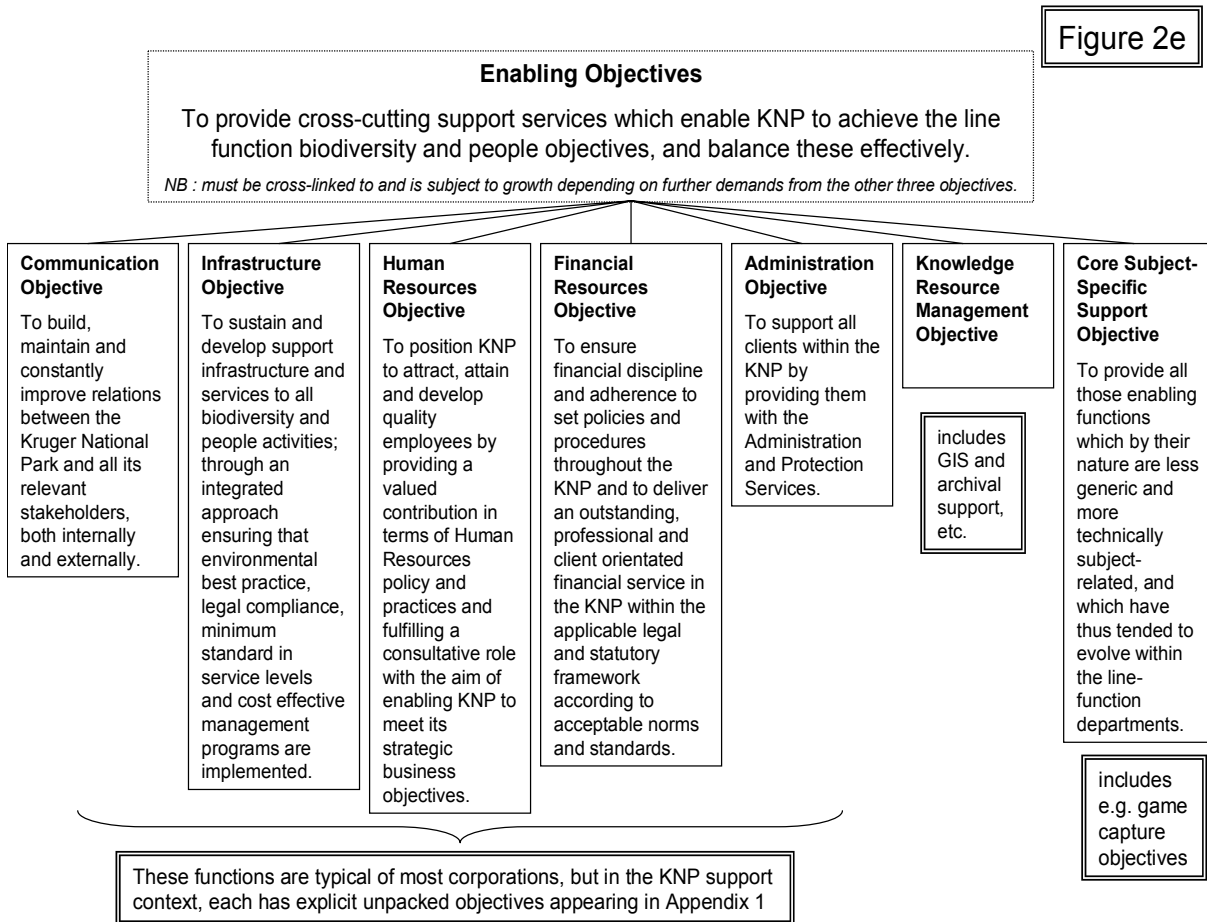 Figure 2e
Enabling Objectives
To provide cross-cutting support services which enable KNP to achieve the line
function biodiversity and people objectives, and balance these effectively.
NB : must be cross-linked to and is subject to growth depending on further demands from the other three objectives.
Communication
Objective
To build,
maintain and
constantly
improve relations
between the
Kruger National
Park and all its
relevant
stakeholders,
both internally
and externally.
Infrastructure
Objective
To sustain and
develop support
infrastructure and
services to all
biodiversity and
people activities;
through an
integrated
approach
ensuring that
environmental
best practice,
legal compliance,
minimum
standard in
service levels
and cost effective
management
programs are
implemented.
Human
Resources
Objective
To position KNP
to attract, attain
and develop
quality
employees by
providing a
valued
contribution in
terms of Human
Resources
policy and
practices and
fulfilling a
consultative role
with the aim of
enabling KNP to
meet its
strategic
business
objectives.
Financial
Resources
Objective
To ensure
financial discipline
and adherence to
set policies and
procedures
throughout the
KNP and to deliver
an outstanding,
professional and
client orientated
financial service in
the KNP within the
applicable legal
and statutory
framework
according to
acceptable norms
and standards.
Administration
Objective
To support all
clients within the
KNP by
providing them
with the
Administration
and Protection
Services.
Knowledge
Resource
Management
Objective
includes
GIS and
archival
support,
etc.
Core Subject-
Specific
Support
Objective
To provide all
those enabling
functions
which by their
nature are less
generic and
more
technically
subject-
related, and
which have
thus tended to
evolve within
the line-
function
departments.
includes
e.g. game
capture
objectives
These functions are typical of most corporations, but in the KNP support
context, each has explicit unpacked objectives appearing in Appendix 1